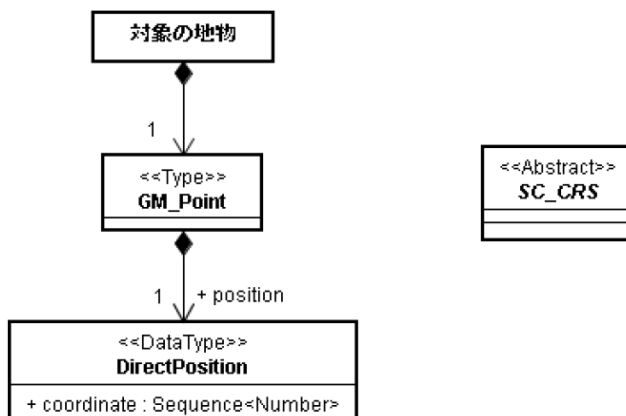 対象の地物
1
<<Type>>
GM_Point
<<Abstract>>
SC_CRS
1
+ position
<<DataType>>
DirectPosition
+ coordinate : Sequence<Number>